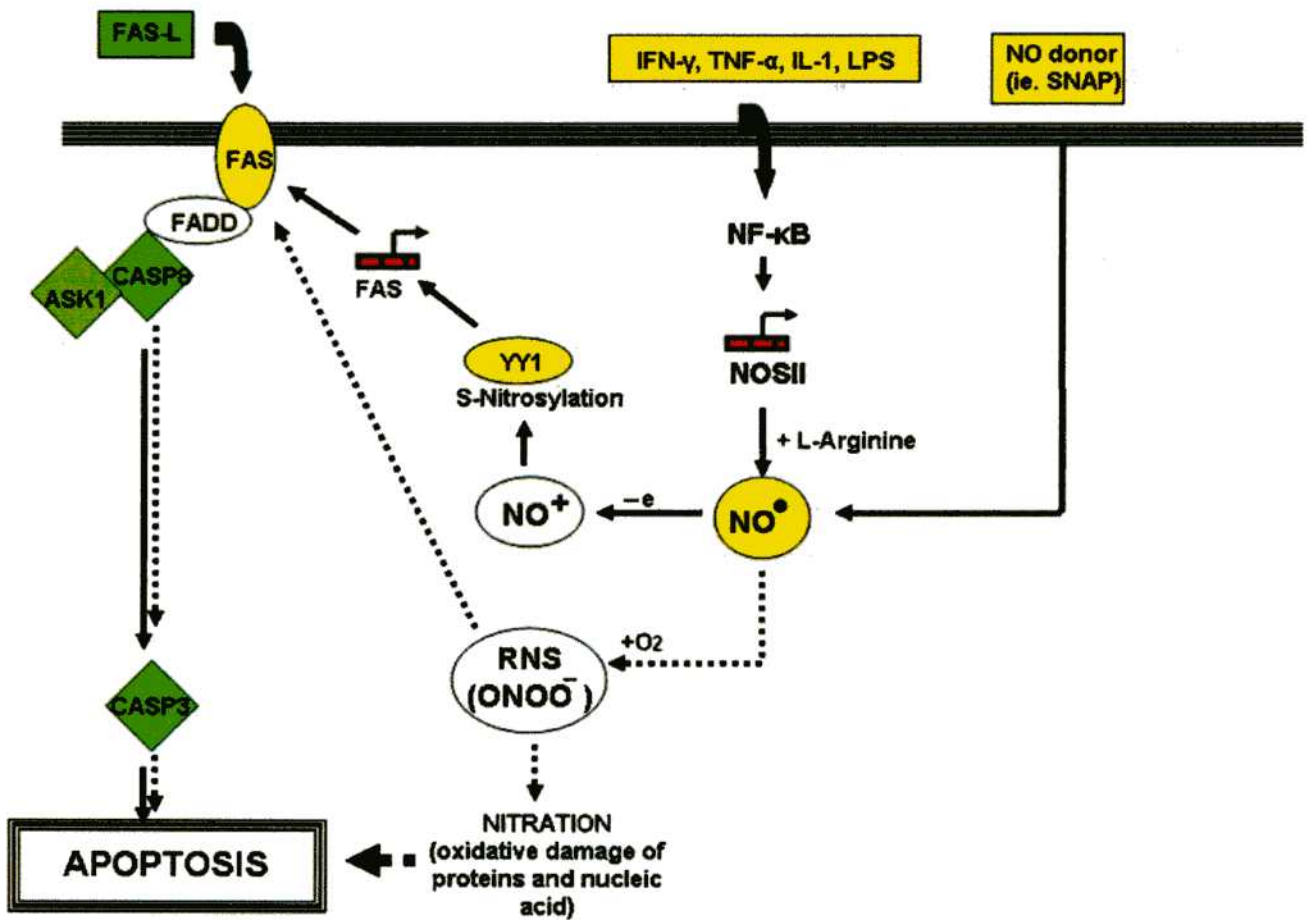 FAS-L
IFN-γ, TNF-α, IL-1, LPS
NO donor
(ie. SNAP)
FAS
FADD
CASP8
ASK1
FAS
NF-κB
NOSII
YY1
S-Nitrosylation
+ L-Arginine
NO+
–e
NO•
+O2
RNS
(ONOO–)
CASP3
NITRATION
(oxidative damage of
proteins and nucleic
acid)
APOPTOSIS